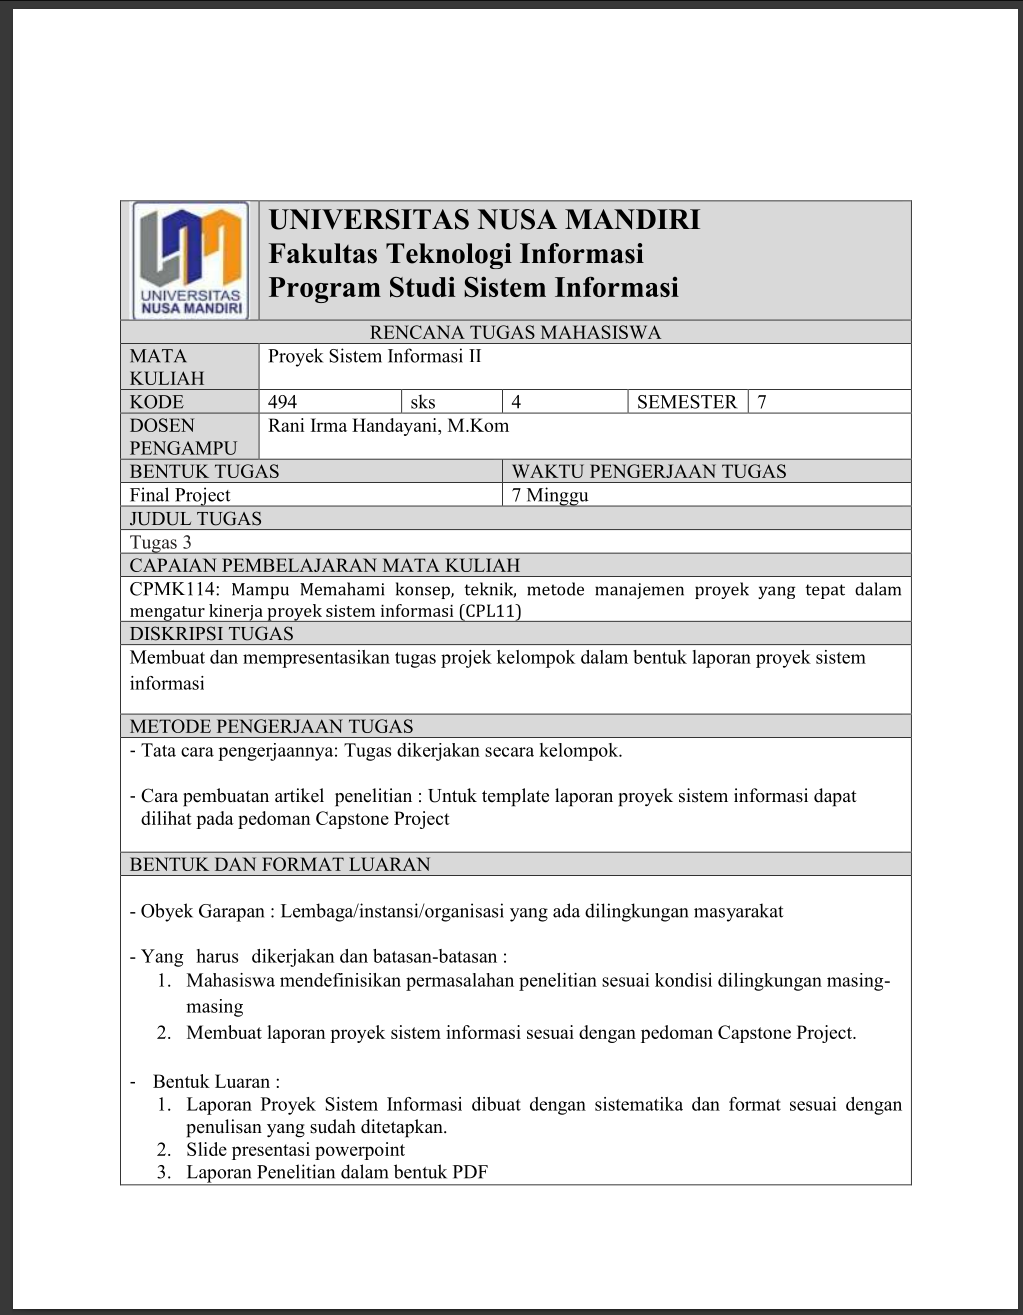 UNIVERSITAS
NUSA MANDIRI
UNIVERSITAS NUSA MANDIRI
Fakultas Teknologi Informasi
Program Studi Sistem Informasi
RENCANA TUGAS MAHASISWA
MATA KULIAH
Proyek Sistem Informasi II
KODE 494 sks 4 SEMESTER 7
DOSEN PENGAMPU
Rani Irma Handayani, M.Kom
BENTUK TUGAS WAKTU PENGERJAAN TUGAS
Final Project 7 Minggu
JUDUL TUGAS
Tugas 3
CAPAIAN PEMBELAJARAN MATA KULIAH
CPMK114: Mampu Memahami konsep, teknik, metode manajemen proyek yang tepat dalam
mengatur kinerja proyek sistem informasi (CPL11)
DISKRIPSI TUGAS
Membuat dan mempresentasikan tugas projek kelompok dalam bentuk laporan proyek sistem
informasi
METODE PENGERJAAN TUGAS
- Tata cara pengerjaannya: Tugas dikerjakan secara kelompok.
- Cara pembuatan artikel penelitian : Untuk template laporan proyek sistem informasi dapat
dilihat pada pedoman Capstone Project
BENTUK DAN FORMAT LUARAN
- Obyek Garapan : Lembaga/instansi/organisasi yang ada dilingkungan masyarakat
- Yang harus dikerjakan dan batasan-batasan :
1. Mahasiswa mendefinisikan permasalahan penelitian sesuai kondisi dilingkungan masing-
masing
2. Membuat laporan proyek sistem informasi sesuai dengan pedoman Capstone Project.
- Bentuk Luaran :
1. Laporan Proyek Sistem Informasi dibuat dengan sistematika dan format sesuai dengan
penulisan yang sudah ditetapkan.
2. Slide presentasi powerpoint
3. Laporan Penelitian dalam bentuk PDF